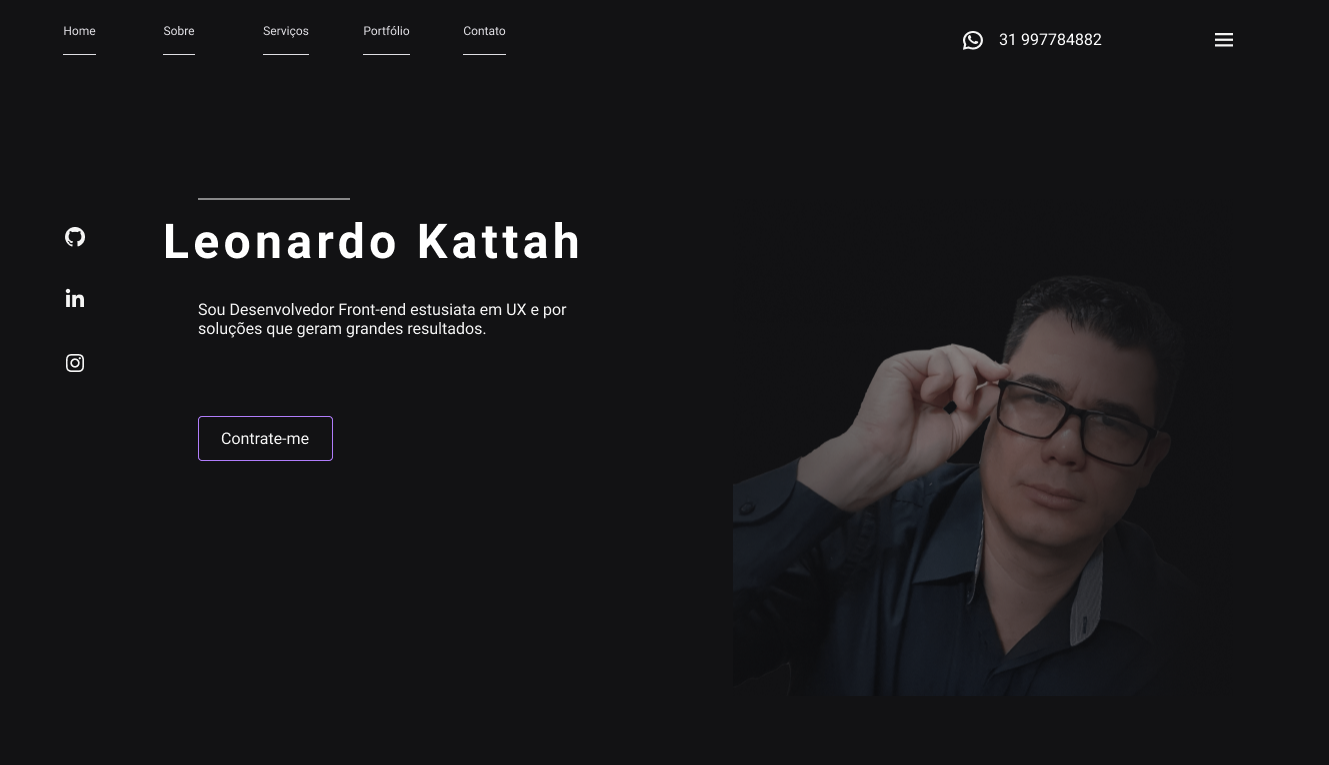 Home
Sobre
Serviços
Portfólio
Contato
31 997784882
Leonardo Kattah
Sou Desenvolvedor Front-end estusiata em UX e por
soluções que geram grandes resultados.
Contrate-me